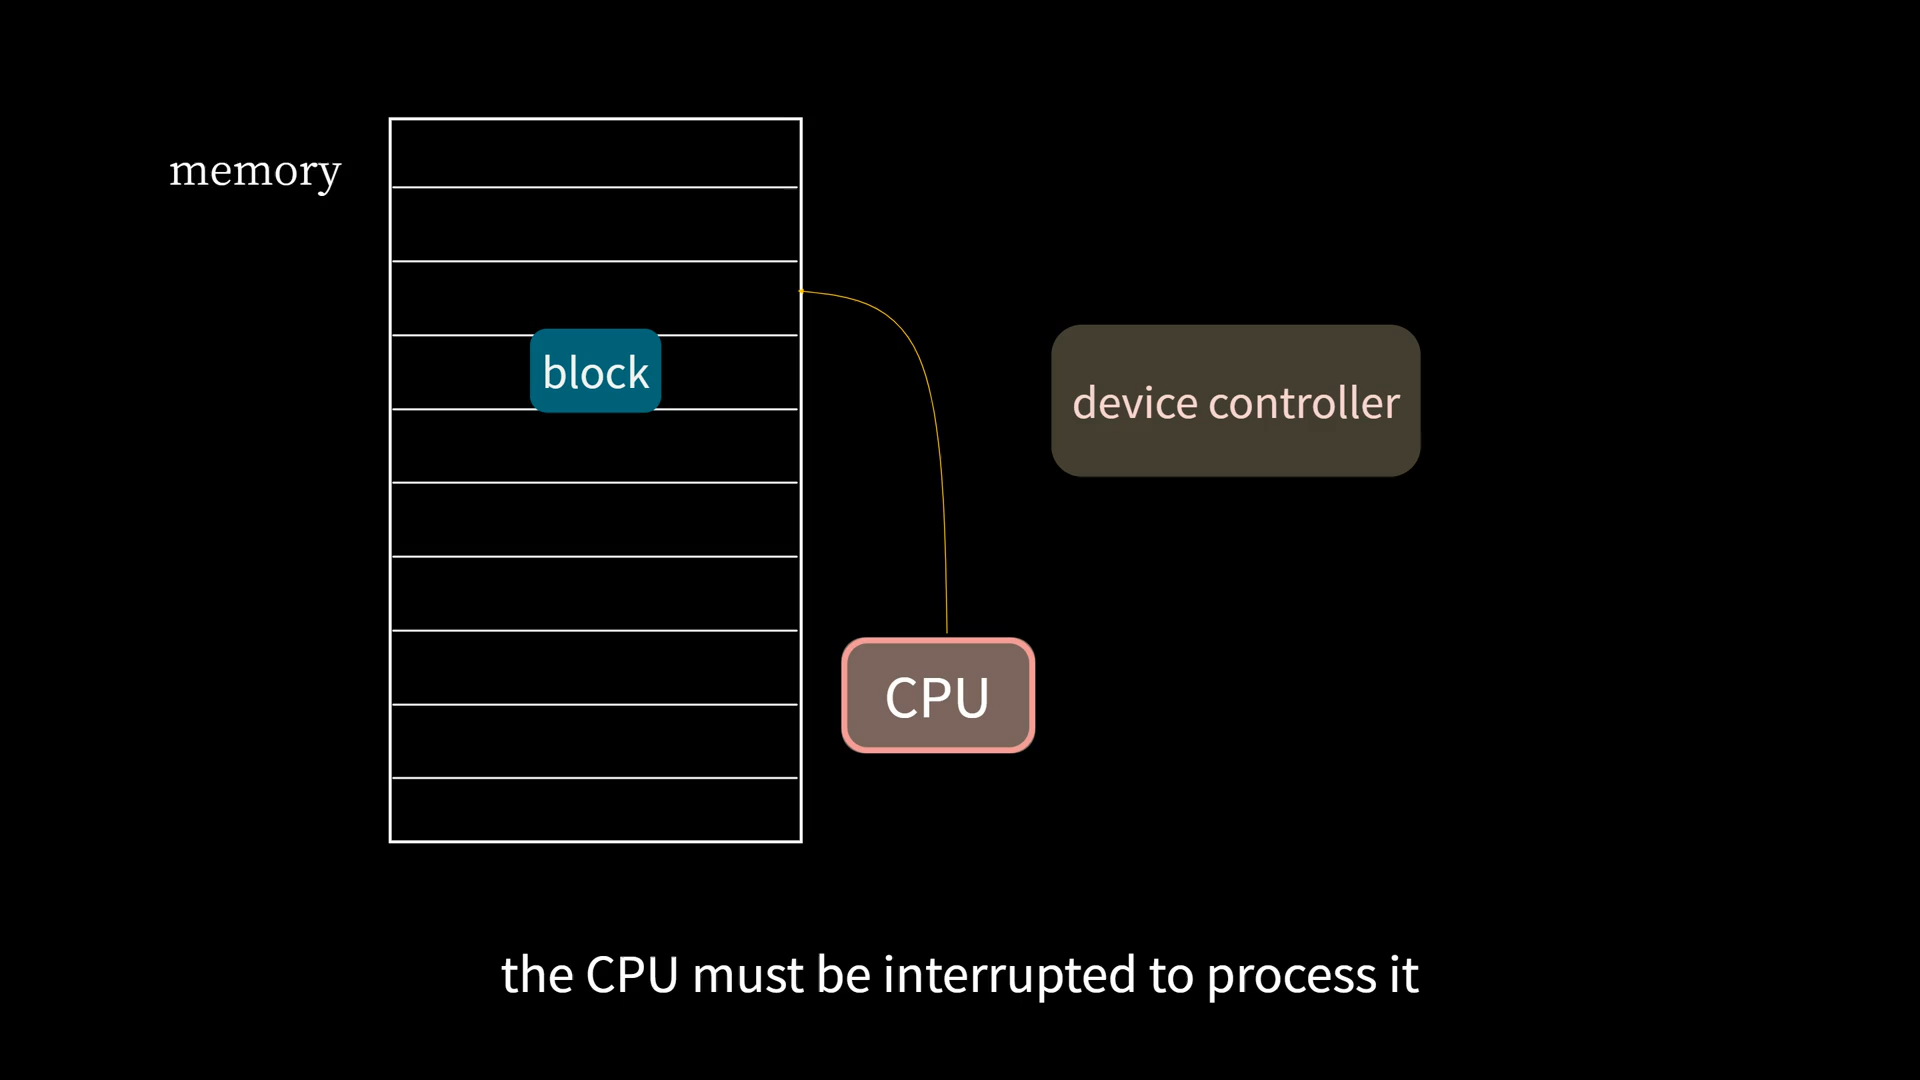 memory
block
device controller
CPU
the CPU must be interrupted to process it